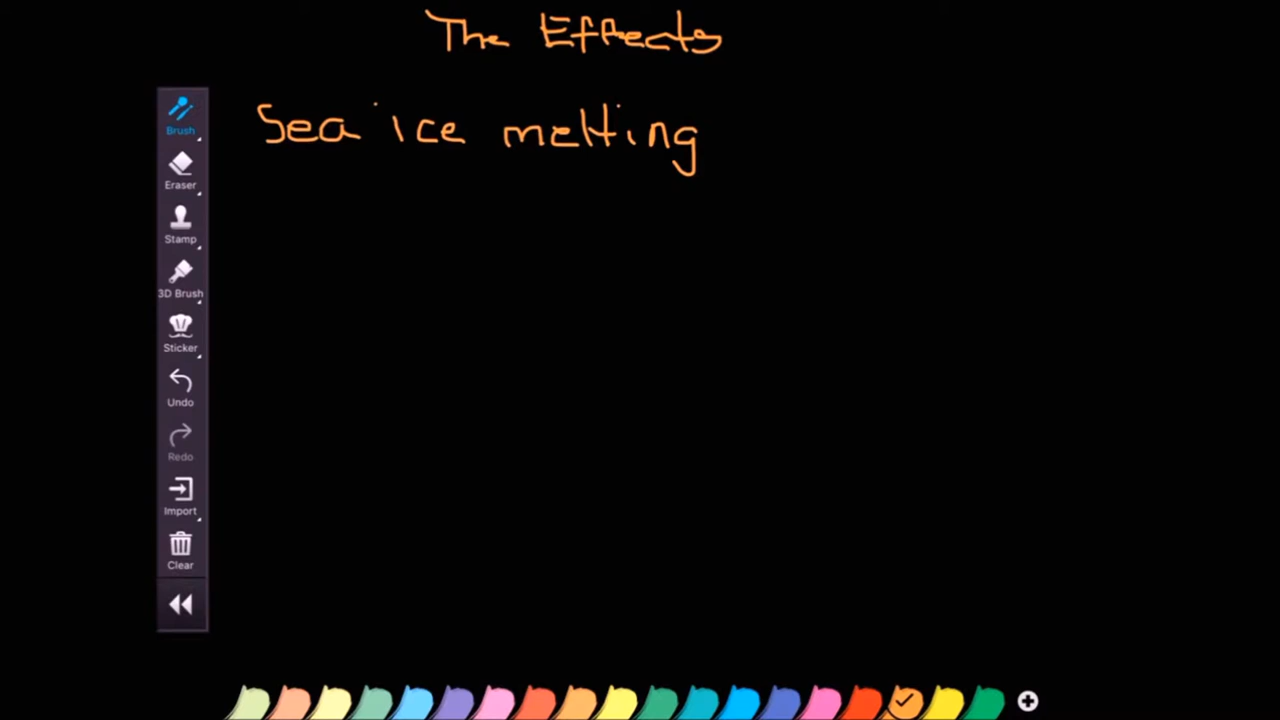 The Effects
Sea ice melting
Brush
Eraser
Stamp
3D Brush
Sticker
Undo
Redo
Import
Clear